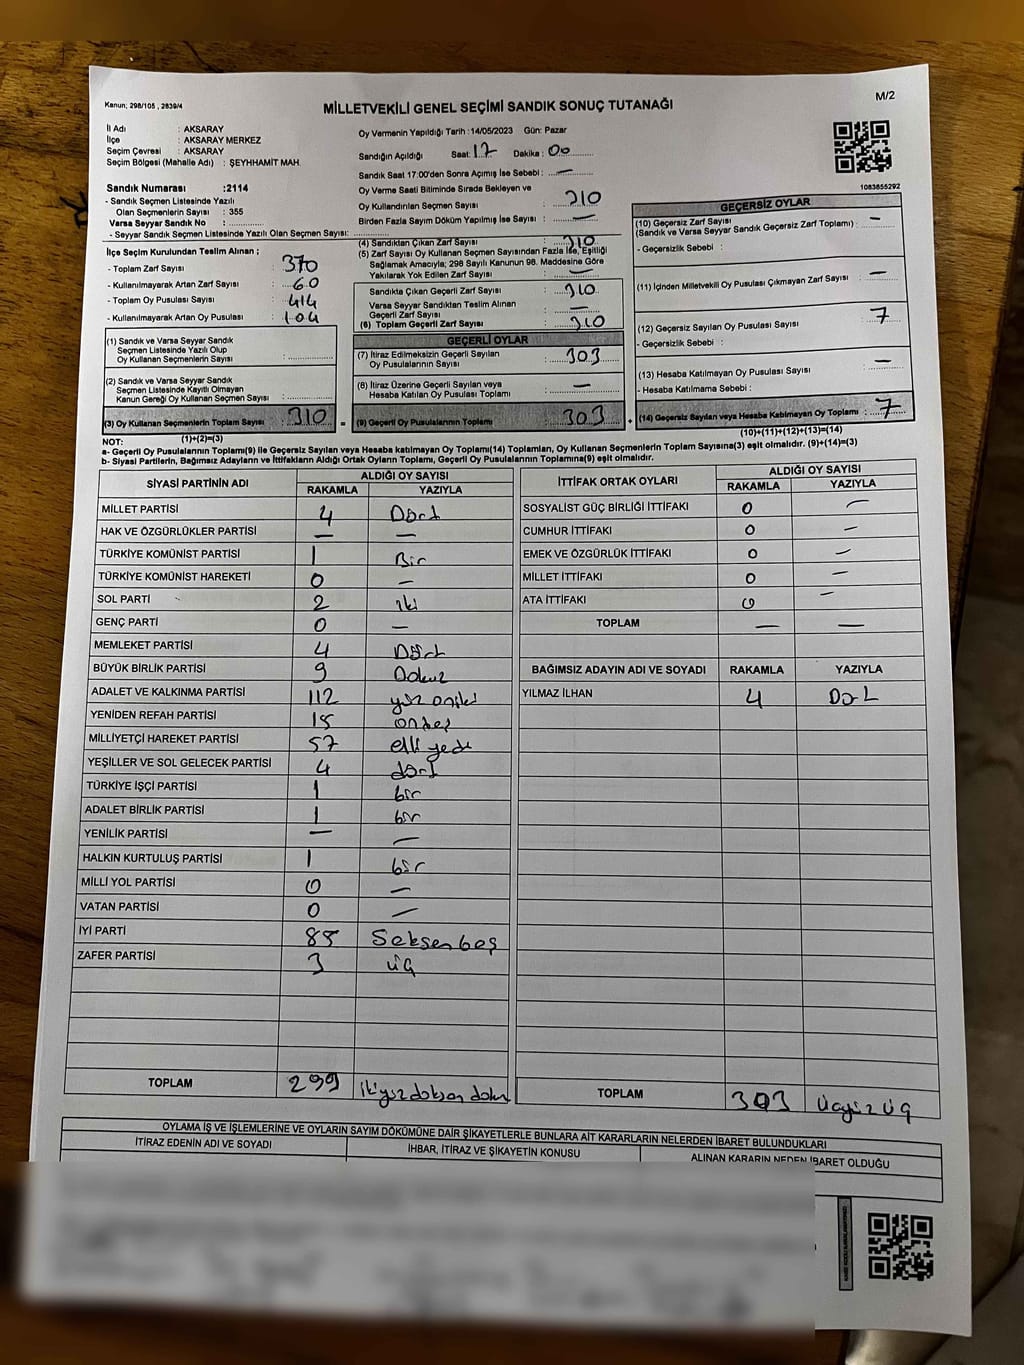 Kanun; 298/105 , 2839/4
MİLLETVEKİLİ GENEL SEÇİMİ SANDIK SONUÇ TUTANAĞI
M/2
İl Adı : AKSARAY
İlçe : AKSARAY MERKEZ
Seçim Çevresi : AKSARAY
Seçim Bölgesi (Mahalle Adı) : ŞEYHHAMİT MAH.
Sandık Numarası :2114
- Sandık Seçmen Listesinde Yazılı
Olan Seçmenlerin Sayısı : 355
Varsa Seyyar Sandık No :
- Seyyar Sandık Seçmen Listesinde Yazılı Olan Seçmen Sayısı:
Oy Vermenin Yapıldığı Tarih :14/05/2023 Gün: Pazar
Sandığın Açıldığı Saat: 17 Dakika: 00
Sandık Saat 17:00'den Sonra Açımış İse Sebebi : —
Oy Verme Saati Bitiminde Sırada Bekleyen ve
Oy Kullandırılan Seçmen Sayısı : 310
Birden Fazla Sayım Döküm Yapılmış İse Sayısı : —
1083855292
İlçe Seçim Kurulundan Teslim Alınan ;
- Toplam Zarf Sayısı : 370
- Kullanılmayarak Artan Zarf Sayısı : 60
- Toplam Oy Pusulası Sayısı : 414
- Kullanılmayarak Artan Oy Pusulası : 104
(4) Sandıktan Çıkan Zarf Sayısı : 310
(5) Zarf Sayısı Oy Kullanan Seçmen Sayısından Fazla İse, Eşitliği
Sağlamak Amacıyla; 298 Sayılı Kanunun 98. Maddesine Göre
Yakılarak Yok Edilen Zarf Sayısı : —
Sandıkta Çıkan Geçerli Zarf Sayısı : 310
Varsa Seyyar Sandıktan Teslim Alınan
Geçerli Zarf Sayısı : —
(6) Toplam Geçerli Zarf Sayısı : 310
GEÇERSİZ OYLAR
(10) Geçersiz Zarf Sayısı
(Sandık ve Varsa Seyyar Sandık Geçersiz Zarf Toplamı) : —
- Geçersizlik Sebebi :
(11) İçinden Milletvekili Oy Pusulası Çıkmayan Zarf Sayısı : —
(12) Geçersiz Sayılan Oy Pusulası Sayısı : 7
- Geçersizlik Sebebi :
(13) Hesaba Katılmayan Oy Pusulası Sayısı : —
- Hesaba Katılmama Sebebi :
(14) Geçersiz Sayılan veya Hesaba Katılmayan Oy Toplamı : 7
(10)+(11)+(12)+(13)=(14)
(1) Sandık ve Varsa Seyyar Sandık
Seçmen Listesinde Yazılı Olup
Oy Kullanan Seçmenlerin Sayısı :
(2) Sandık ve Varsa Seyyar Sandık
Seçmen Listesinde Kayıtlı Olmayan
Kanun Gereği Oy Kullanan Seçmen Sayısı :
(3) Oy Kullanan Seçmenlerin Toplam Sayısı : 310 =
(1)+(2)=(3)
GEÇERLİ OYLAR
(7) İtiraz Edilmeksizin Geçerli Sayılan
Oy Pusulalarının Sayısı : 303
(8) İtiraz Üzerine Geçerli Sayılan veya
Hesaba Katılan Oy Pusulası Toplamı : —
(9) Geçerli Oy Pusulalarının Toplamı : 303 +
NOT:
a- Geçerli Oy Pusulalarının Toplamı(9) ile Geçersiz Sayılan veya Hesaba katılmayan Oy Toplamı(14) Toplamları, Oy Kullanan Seçmenlerin Toplam Sayısına(3) eşit olmalıdır. (9)+(14)=(3)
b- Siyasi Partilerin, Bağımsız Adayların ve İttifakların Aldığı Ortak Oyların Toplamı, Geçerli Oy Pusulalarının Toplamına(9) eşit olmalıdır.
SİYASİ PARTİNİN ADI ALDIĞI OY SAYISI
RAKAMLA YAZIYLA
MİLLET PARTİSİ 4 Dört
HAK VE ÖZGÜRLÜKLER PARTİSİ — —
TÜRKİYE KOMÜNİST PARTİSİ 1 Bir
TÜRKİYE KOMÜNİST HAREKETİ 0 —
SOL PARTİ 2 iki
GENÇ PARTİ 0 —
MEMLEKET PARTİSİ 4 Dört
BÜYÜK BİRLİK PARTİSİ 9 Dokuz
ADALET VE KALKINMA PARTİSİ 112 yüz oniki
YENİDEN REFAH PARTİSİ 15 onbeş
MİLLİYETÇİ HAREKET PARTİSİ 57 elli yedi
YEŞİLLER VE SOL GELECEK PARTİSİ 4 dört
TÜRKİYE İŞÇİ PARTİSİ 1 bir
ADALET BİRLİK PARTİSİ 1 bir
YENİLİK PARTİSİ — —
HALKIN KURTULUŞ PARTİSİ 1 bir
MİLLİ YOL PARTİSİ 0 —
VATAN PARTİSİ 0 —
İYİ PARTİ 85 Seksen beş
ZAFER PARTİSİ 3 üç
TOPLAM 299 ikiyüz doksan dokuz
İTTİFAK ORTAK OYLARI ALDIĞI OY SAYISI
RAKAMLA YAZIYLA
SOSYALİST GÜÇ BİRLİĞİ İTTİFAKI 0 —
CUMHUR İTTİFAKI 0 —
EMEK VE ÖZGÜRLÜK İTTİFAKI 0 —
MİLLET İTTİFAKI 0 —
ATA İTTİFAKI 0 —
TOPLAM — —
BAĞIMSIZ ADAYIN ADI VE SOYADI RAKAMLA YAZIYLA
YILMAZ İLHAN 4 Dört
TOPLAM 303 üçyüz üç
OYLAMA İŞ VE İŞLEMLERİNE VE OYLARIN SAYIM DÖKÜMÜNE DAİR ŞİKAYETLERLE BUNLARA AİT KARARLARIN NELERDEN İBARET BULUNDUKLARI
İTİRAZ EDENİN ADI VE SOYADI İHBAR, İTİRAZ VE ŞİKAYETİN KONUSU ALINAN KARARIN NEDEN İBARET OLDUĞU